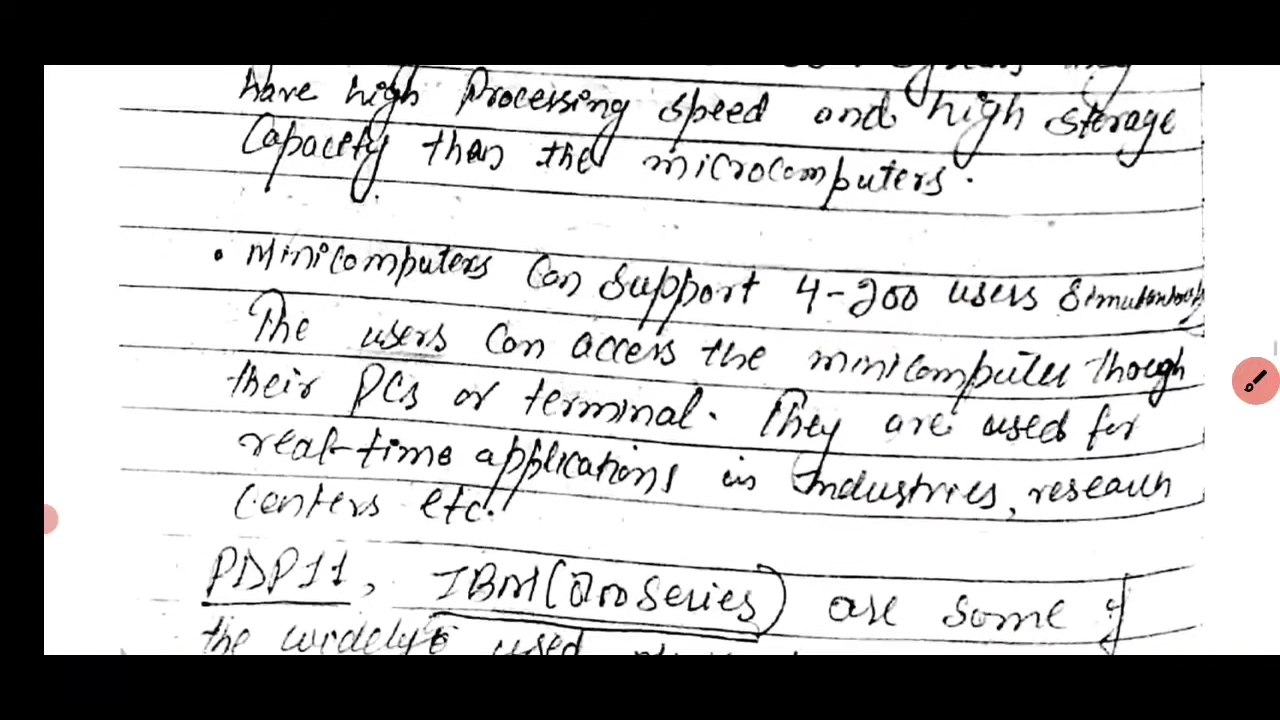 they
have high Processing speed and high storage
Capacity than the microcomputers.
• Minicomputers Can Support 4-200 users
The users Can access the minicomputer though
their PCs or terminal. They are used for
real-time applications in Industries, research
Centers etc.
PDP11, IBM( Series) are some of
the widely used